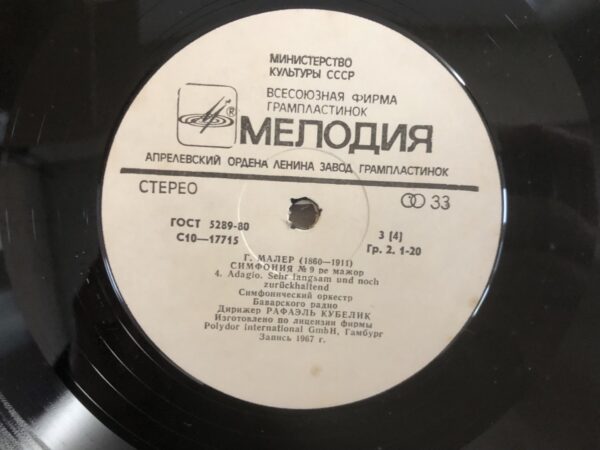 МИНИСТЕРСТВО
КУЛЬТУРЫ СССР
ВСЕСОЮЗНАЯ ФИРМА
ГРАМПЛАСТИНОК
® МЕЛОДИЯ
АПРЕЛЕВСКИЙ ОРДЕНА ЛЕНИНА ЗАВОД ГРАМПЛАСТИНОК
СТЕРЕО 33
ГОСТ 5289-80 3 [4]
С10—17715 Гр. 2. 1-20
Г. МАЛЕР (1860—1911)
СИМФОНИЯ № 9 ре мажор
4. Adagio. Sehr langsam und noch
zurückhaltend
Симфонический оркестр
Баварского радио
Дирижер РАФАЭЛЬ КУБЕЛИК
Изготовлено по лицензии фирмы
Polydor international GmbH, Гамбург
Запись 1967 г.